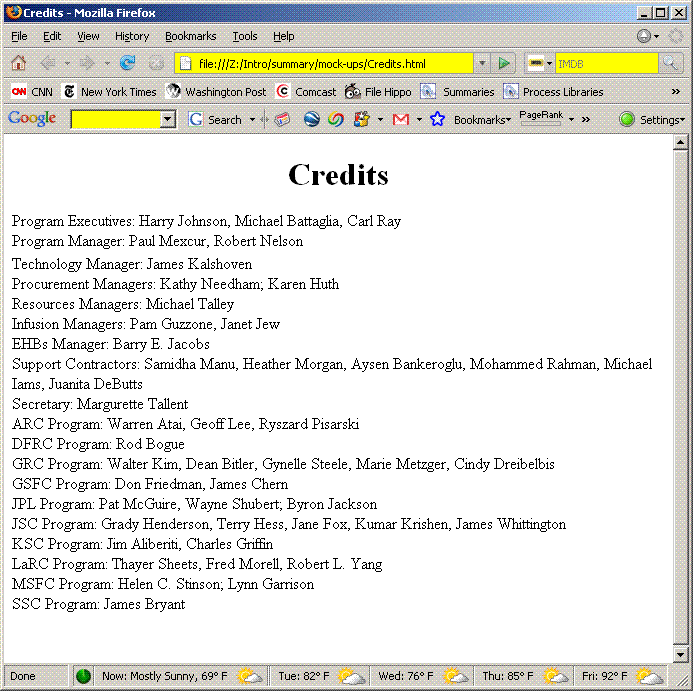 Credits - Mozilla Firefox
File Edit View History Bookmarks Tools Help
file:///Z:/Intro/summary/mock-ups/Credits.html IMDB
CNN New York Times Washington Post Comcast File Hippo Summaries Process Libraries »
Google G Search Bookmarks PageRank » Settings
Credits
Program Executives: Harry Johnson, Michael Battaglia, Carl Ray
Program Manager: Paul Mexcur, Robert Nelson
Technology Manager: James Kalshoven
Procurement Managers: Kathy Needham; Karen Huth
Resources Managers: Michael Talley
Infusion Managers: Pam Guzzone, Janet Jew
EHBs Manager: Barry E. Jacobs
Support Contractors: Samidha Manu, Heather Morgan, Aysen Bankeroglu, Mohammed Rahman, Michael
Iams, Juanita DeButts
Secretary: Margurette Tallent
ARC Program: Warren Atai, Geoff Lee, Ryszard Pisarski
DFRC Program: Rod Bogue
GRC Program: Walter Kim, Dean Bitler, Gynelle Steele, Marie Metzger, Cindy Dreibelbis
GSFC Program: Don Friedman, James Chern
JPL Program: Pat McGuire, Wayne Shubert; Byron Jackson
JSC Program: Grady Henderson, Terry Hess, Jane Fox, Kumar Krishen, James Whittington
KSC Program: Jim Aliberiti, Charles Griffin
LaRC Program: Thayer Sheets, Fred Morell, Robert L. Yang
MSFC Program: Helen C. Stinson; Lynn Garrison
SSC Program: James Bryant
Done Now: Mostly Sunny, 69° F Tue: 82° F Wed: 76° F Thu: 85° F Fri: 92° F